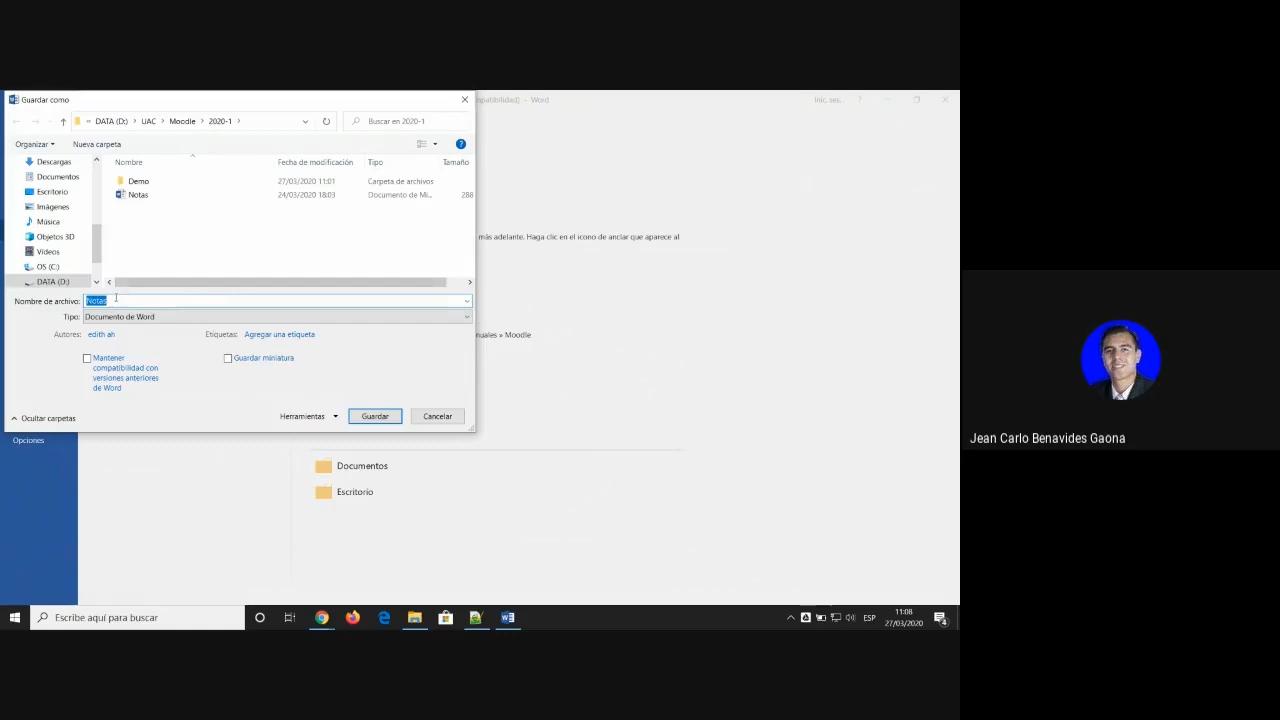 Guardar como
patibilidad] - Word
Inic. ses.
?
« DATA (D:) > UAC > Moodle > 2020-1 >
Buscar en 2020-1
Organizar
Nueva carpeta
Descargas
Documentos
Escritorio
Imágenes
Música
Objetos 3D
Vídeos
OS (C:)
DATA (D:)
Nombre
Fecha de modificación
Tipo
Tamaño
Demo
27/03/2020 11:01
Carpeta de archivos
Notas
24/03/2020 18:03
Documento de Mi...
288
más adelante. Haga clic en el icono de anclar que aparece al
Nombre de archivo:
Notas
Tipo:
Documento de Word
Autores:
edith ah
Etiquetas:
Agregar una etiqueta
nuales » Moodle
Mantener
compatibilidad con
versiones anteriores
de Word
Guardar miniatura
Ocultar carpetas
Herramientas
Guardar
Cancelar
Opciones
Documentos
Escritorio
Jean Carlo Benavides Gaona
Escribe aquí para buscar
ESP
11:08
27/03/2020
4